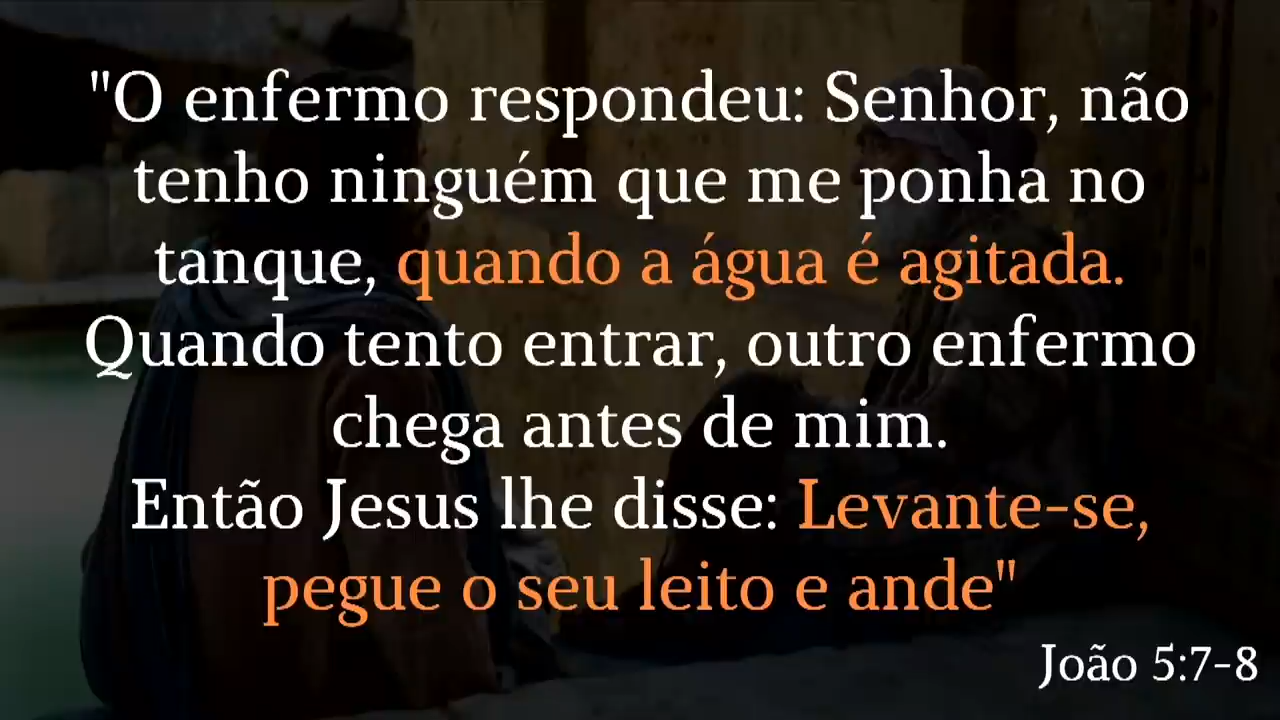 "O enfermo respondeu: Senhor, não
tenho ninguém que me ponha no
tanque, quando a água é agitada.
Quando tento entrar, outro enfermo
chega antes de mim.
Então Jesus lhe disse: Levante-se,
pegue o seu leito e ande"
João 5:7-8